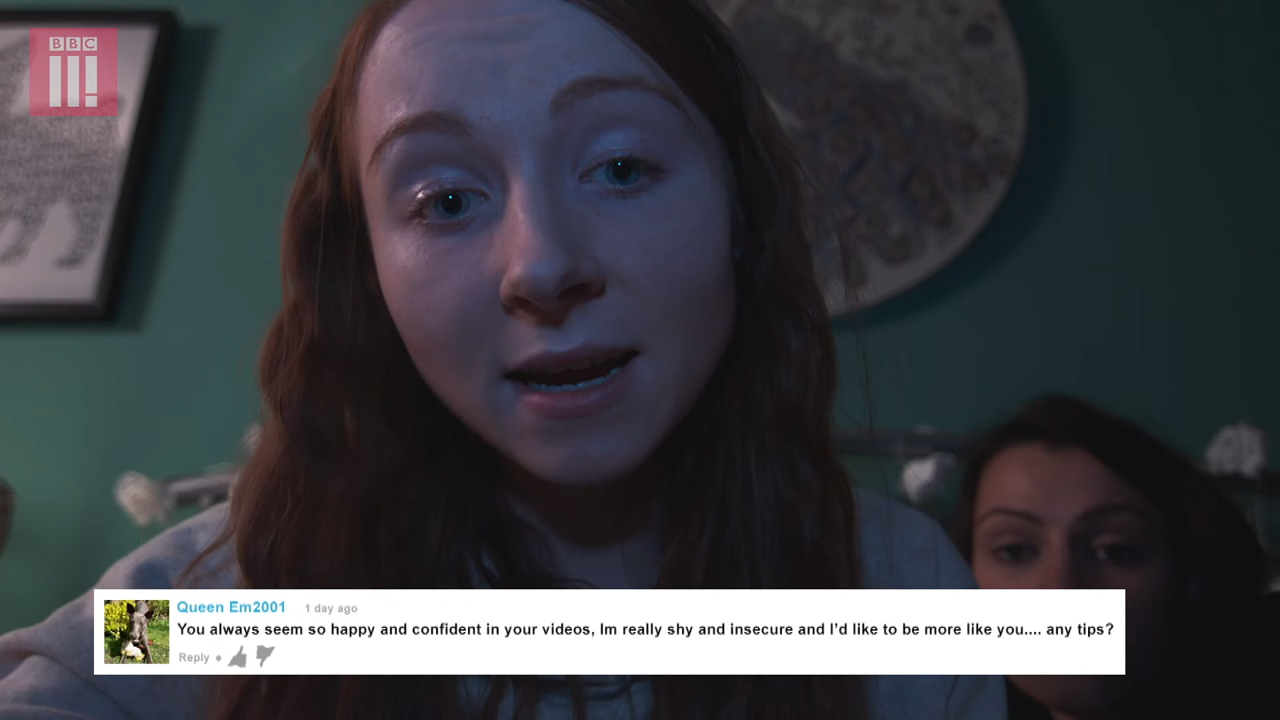 BBC
III!
Queen Em2001 1 day ago
You always seem so happy and confident in your videos, Im really shy and insecure and I'd like to be more like you.... any tips?
Reply •